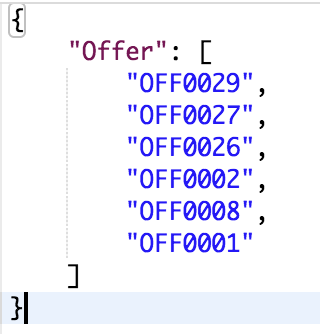 {
"Offer": [
"OFF0029",
"OFF0027",
"OFF0026",
"OFF0002",
"OFF0008",
"OFF0001"
]
}